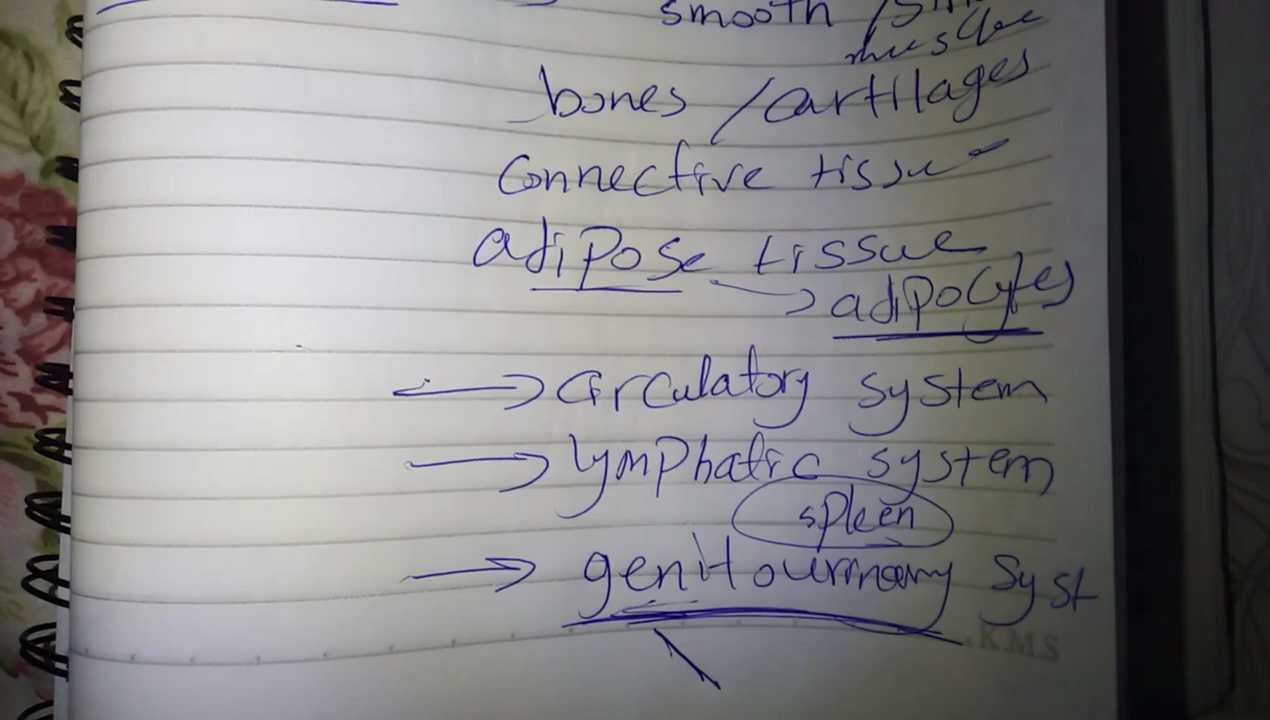 smooth /
muscle
bones / cartilages
Connective tissue
adipose tissue
adipocytes
circulatory system
lymphatic system
spleen
genitourinary syst
K.M.S